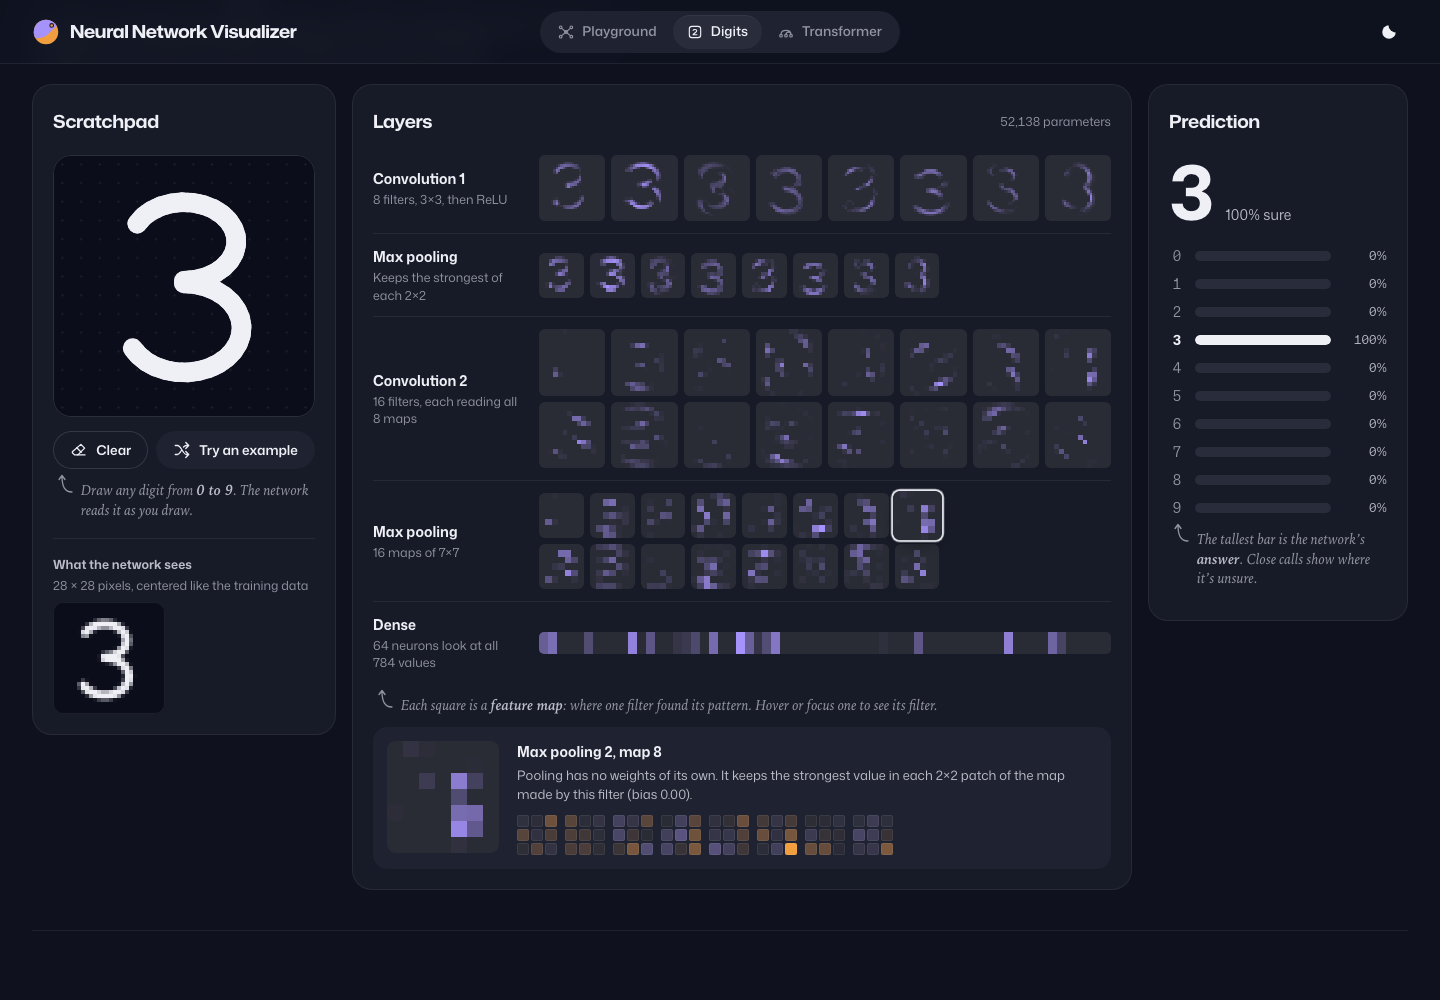 Neural Network Visualizer
Playground
2 Digits
Transformer
Scratchpad
3
Clear
Try an example
Draw any digit from 0 to 9. The network
reads it as you draw.
What the network sees
28 × 28 pixels, centered like the training data
3
Layers
52,138 parameters
Convolution 1
8 filters, 3×3, then ReLU
Max pooling
Keeps the strongest of
each 2×2
Convolution 2
16 filters, each reading all
8 maps
Max pooling
16 maps of 7×7
Dense
64 neurons look at all
784 values
Each square is a feature map: where one filter found its pattern. Hover or focus one to see its filter.
Max pooling 2, map 8
Pooling has no weights of its own. It keeps the strongest value in each 2×2 patch of the map
made by this filter (bias 0.00).
Prediction
3 100% sure
0 0%
1 0%
2 0%
3 100%
4 0%
5 0%
6 0%
7 0%
8 0%
9 0%
The tallest bar is the network's
answer. Close calls show where
it's unsure.